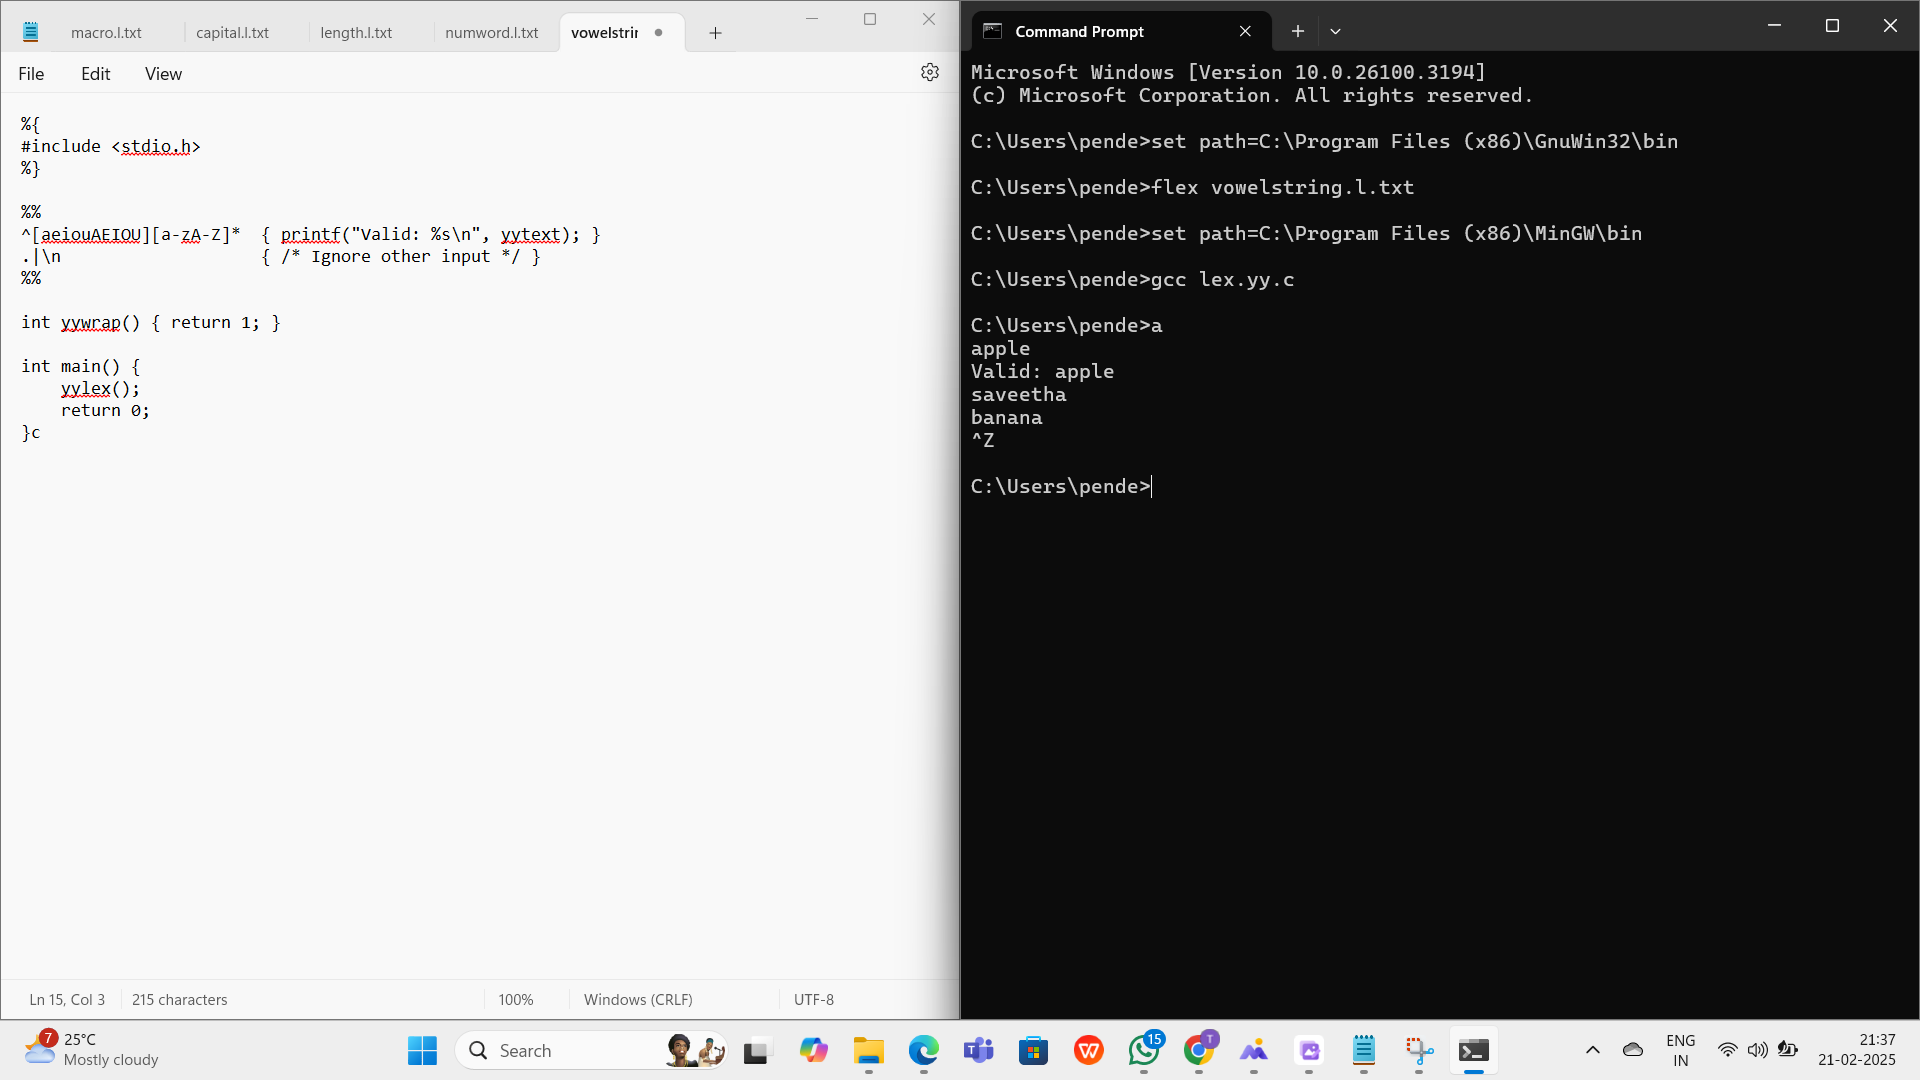 macro.l.txt
capital.l.txt
length.l.txt
numword.l.txt
vowelstrin
File
Edit
View
%{
#include <stdio.h>
%}
%%
^[aeiouAEIOU][a-zA-Z]*  { printf("Valid: %s\n", yytext); }
.|\n                    { /* Ignore other input */ }
%%
int yywrap() { return 1; }
int main() {
    yylex();
    return 0;
}c
Ln 15, Col 3
215 characters
100%
Windows (CRLF)
UTF-8
Command Prompt
Microsoft Windows [Version 10.0.26100.3194]
(c) Microsoft Corporation. All rights reserved.
C:\Users\pende>set path=C:\Program Files (x86)\GnuWin32\bin
C:\Users\pende>flex vowelstring.l.txt
C:\Users\pende>set path=C:\Program Files (x86)\MinGW\bin
C:\Users\pende>gcc lex.yy.c
C:\Users\pende>a
apple
Valid: apple
saveetha
banana
^Z
C:\Users\pende>
7
25°C
Mostly cloudy
Search
T
W
15
T
ENG
IN
21:37
21-02-2025